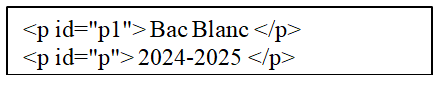 <p id="p1"> Bac Blanc </p>
<p id="p"> 2024-2025 </p>